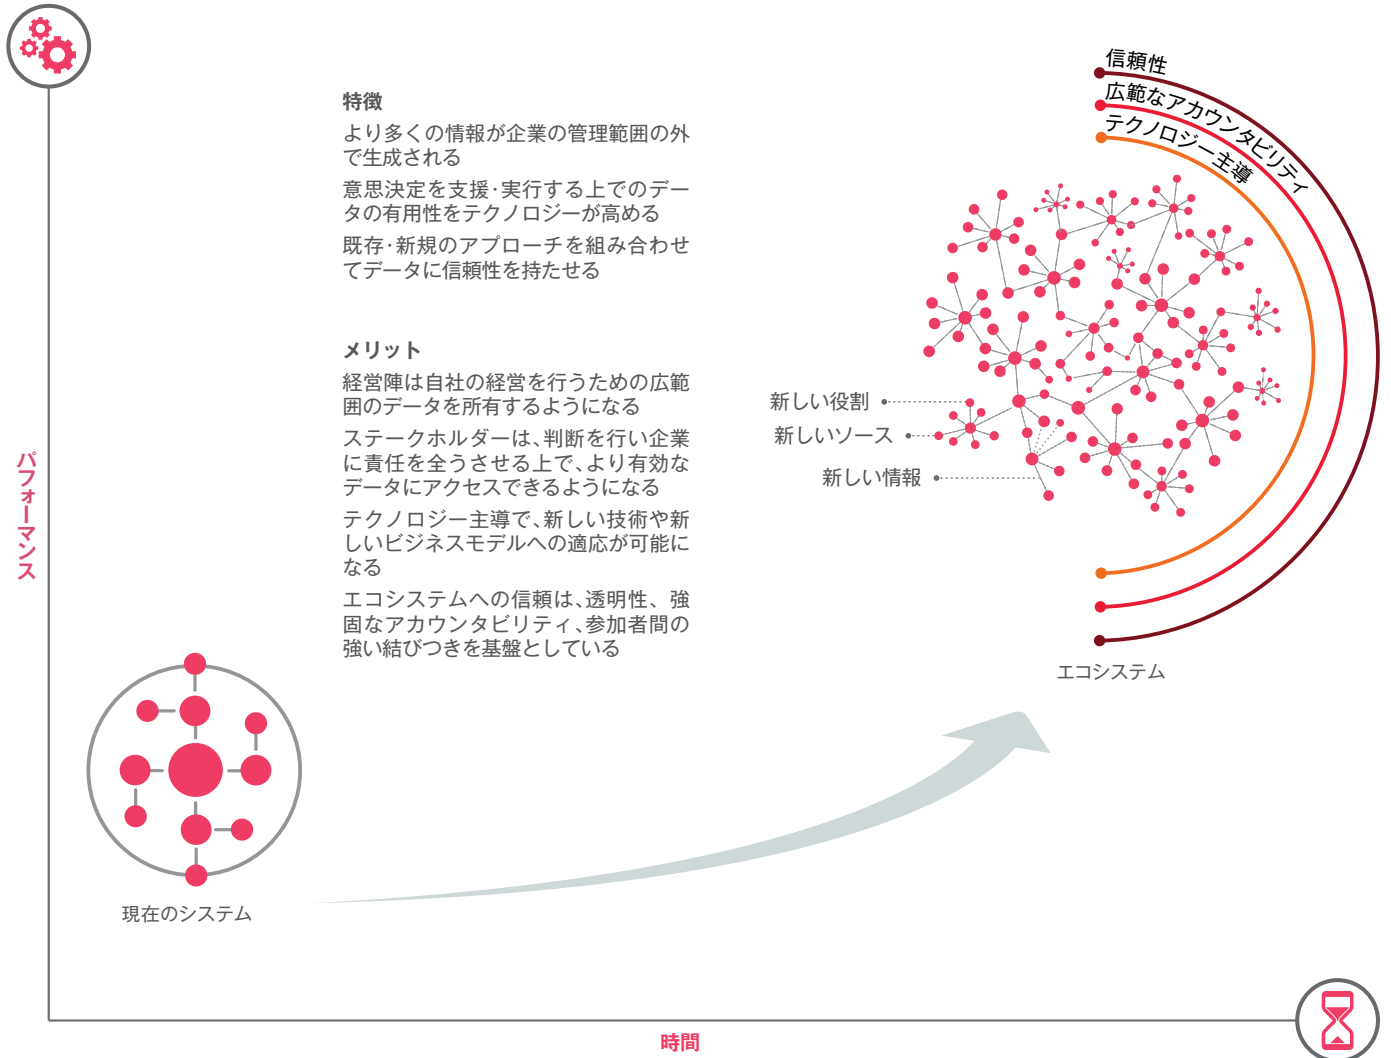 特徴
より多くの情報が企業の管理範囲の外
で生成される
意思決定を支援・実行する上でのデー
タの有用性をテクノロジーが高める
既存・新規のアプローチを組み合わせ
てデータに信頼性を持たせる
メリット
経営陣は自社の経営を行うための広範
囲のデータを所有するようになる
ステークホルダーは、判断を行い企業
に責任を全うさせる上で、より有効な
データにアクセスできるようになる
テクノロジー主導で、新しい技術や新
しいビジネスモデルへの適応が可能に
なる
エコシステムへの信頼は、透明性、強
固なアカウンタビリティ、参加者間の
強い結びつきを基盤としている
信頼性
広範なアカウンタビリティ
テクノロジー主導
新しい役割
新しいソース
新しい情報
エコシステム
パフォーマンス
現在のシステム
時間